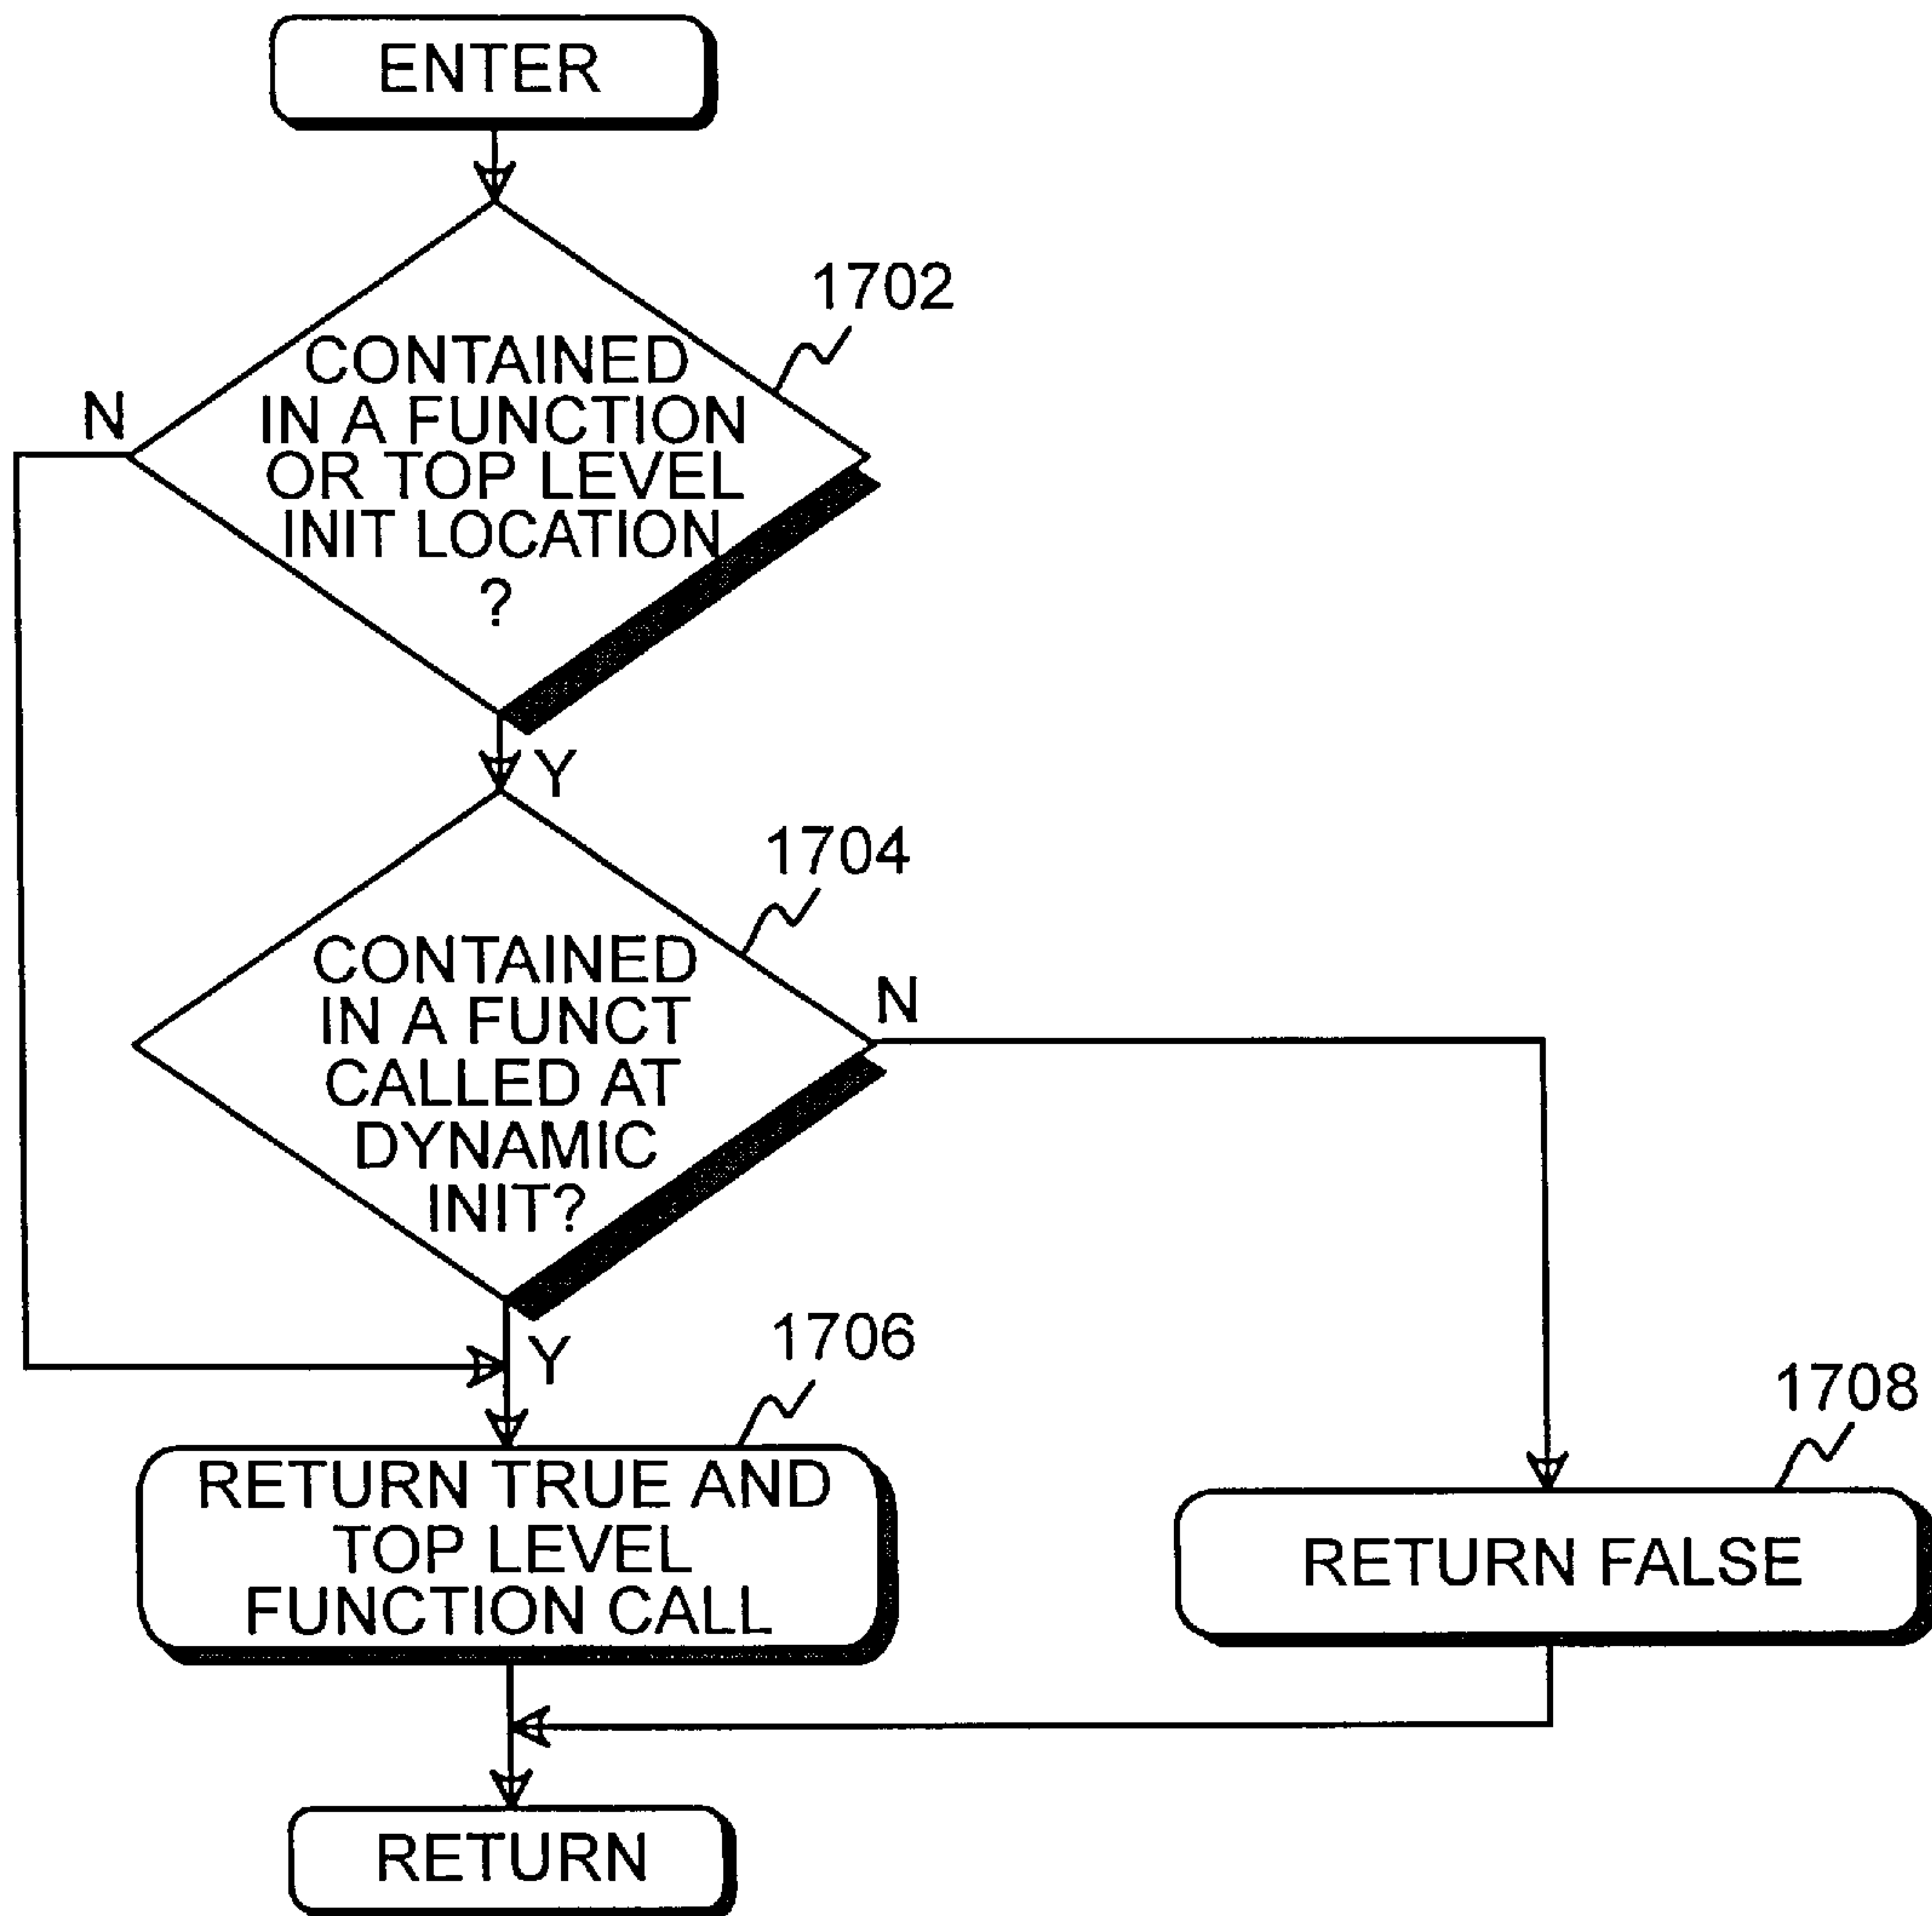 ENTER
1702
CONTAINED
IN A FUNCTION
OR TOP LEVEL
INIT LOCATION
?
N
Y
1704
CONTAINED
IN A FUNCT
CALLED AT
DYNAMIC
INIT?
N
Y
1706
RETURN TRUE AND
TOP LEVEL
FUNCTION CALL
1708
RETURN FALSE
RETURN